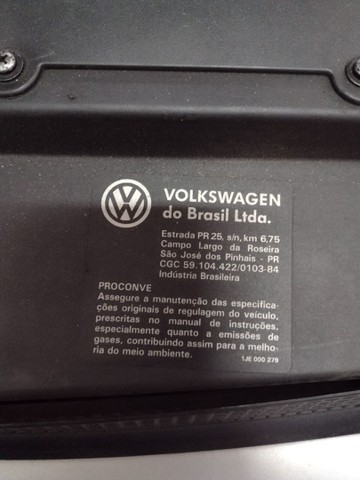 VOLKSWAGEN
do Brasil Ltda.
Estrada PR 25, s/n, km 6,75
Campo Largo da Roseira
São José dos Pinhais - PR
CGC 59.104.422/0103-84
Indústria Brasileira
PROCONVE
Assegure a manutenção das especifica-
ções originais de regulagem do veículo,
prescritas no manual de instruções,
especialmente quanto a emissões de
gases, contribuindo assim para a melho-
ria do meio ambiente.
1JE 000 279